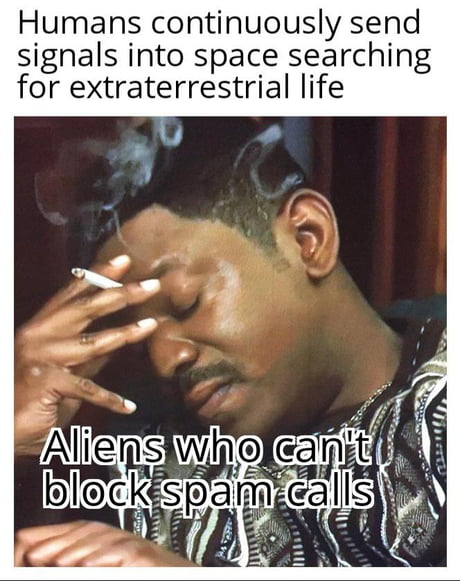 Humans continuously send
signals into space searching
for extraterrestrial life
Aliens who can't
block spam calls